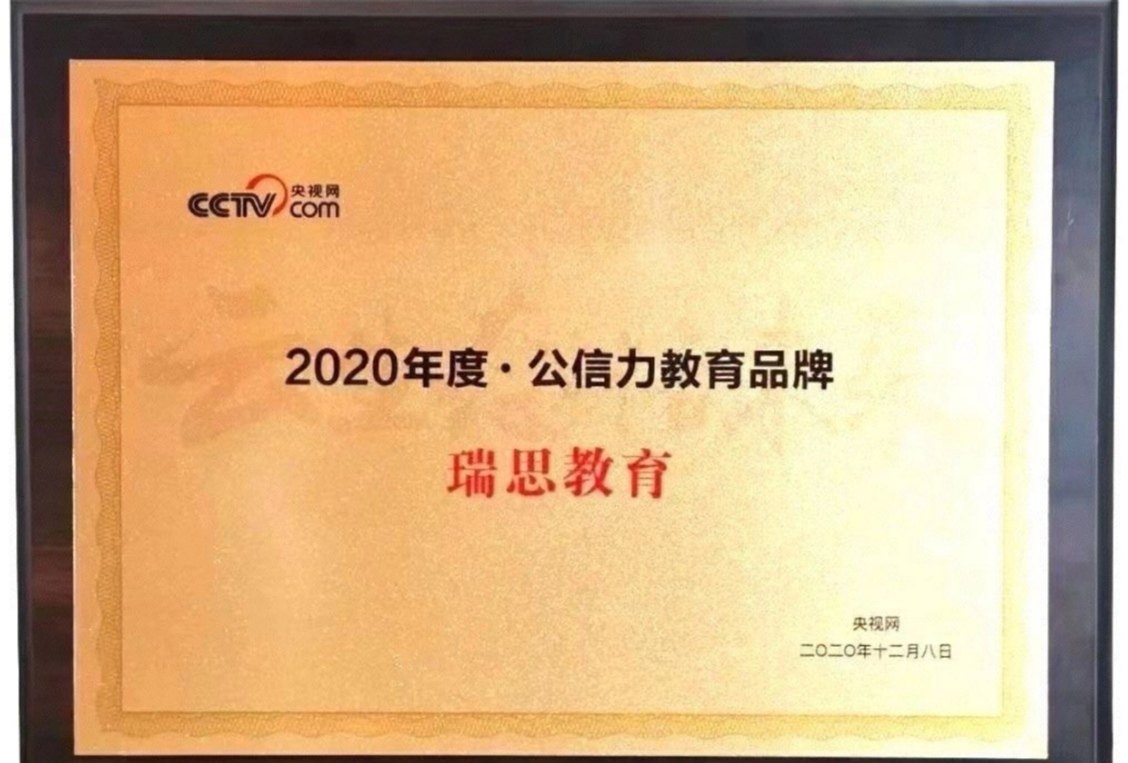 CCTV 央视网
com
2020年度·公信力教育品牌
瑞思教育
央视网
二〇二〇年十二月八日